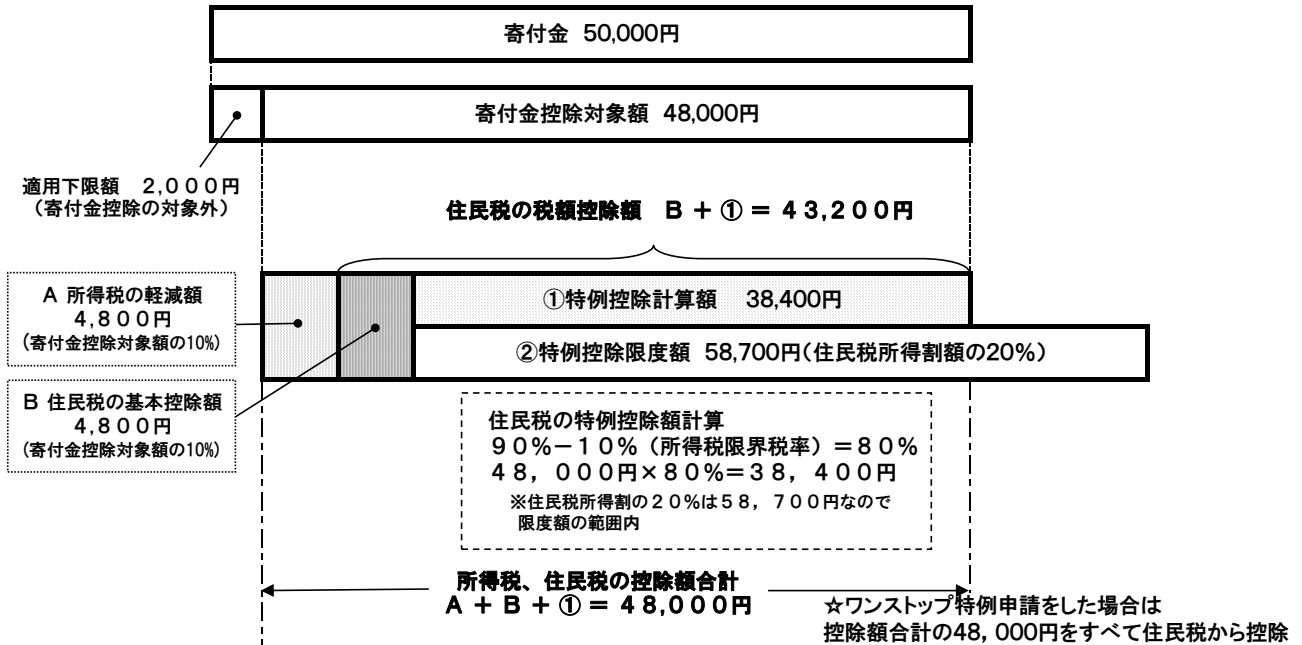 寄付金 50,000円
寄付金控除対象額 48,000円
適用下限額　２,０００円
（寄付金控除の対象外）
住民税の税額控除額　Ｂ ＋ ① ＝ ４３,２００円
Ａ 所得税の軽減額
４,８００円
（寄付金控除対象額の10%）
①特例控除計算額　38,400円
②特例控除限度額 58,700円（住民税所得割額の20%）
Ｂ 住民税の基本控除額
４,８００円
（寄付金控除対象額の10%）
住民税の特例控除額計算
９０%－１０%（所得税限界税率）＝８０%
４８，０００円×８０%＝３８，４００円
※住民税所得割の２０%は５８，７００円なので
限度額の範囲内
所得税、住民税の控除額合計
Ａ ＋ Ｂ ＋ ① ＝ ４８,０００円
☆ワンストップ特例申請をした場合は
控除額合計の48，000円をすべて住民税から控除